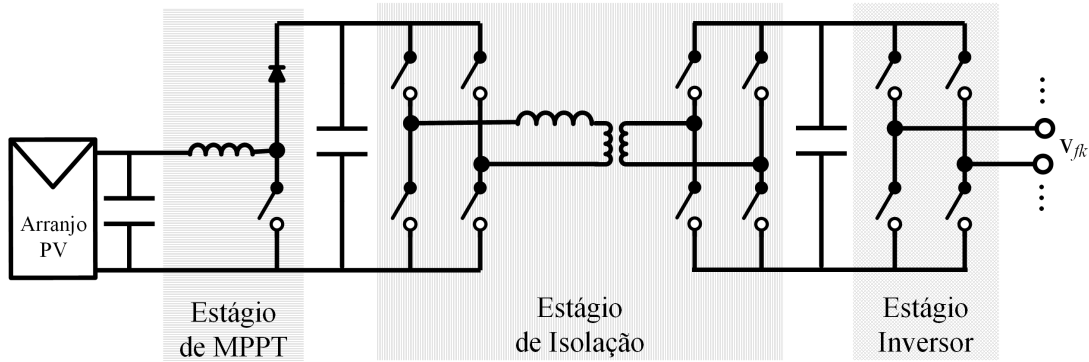 Arranjo
PV
Estágio
de MPPT
Estágio
de Isolação
Estágio
Inversor
v_fk